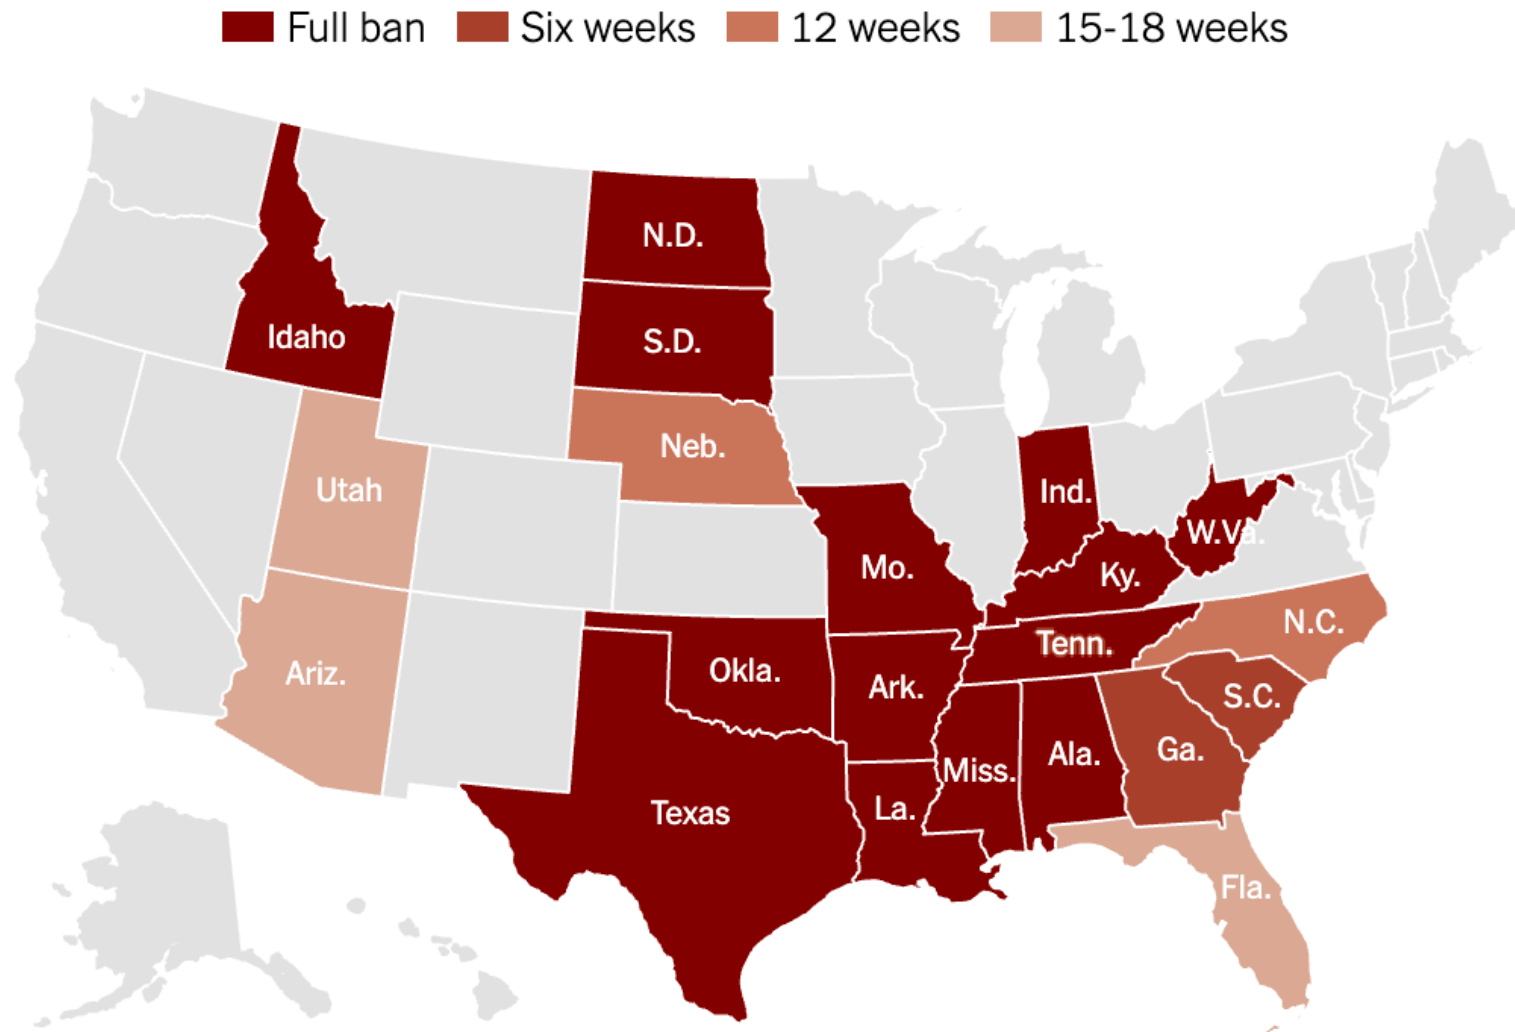 Full ban Six weeks 12 weeks 15-18 weeks
N.D.
Idaho
S.D.
Neb.
Utah
Ind.
W.Va.
Mo.
Ky.
N.C.
Tenn.
Ariz.
Okla.
Ark.
S.C.
Ga.
Ala.
Miss.
Texas
La.
Fla.